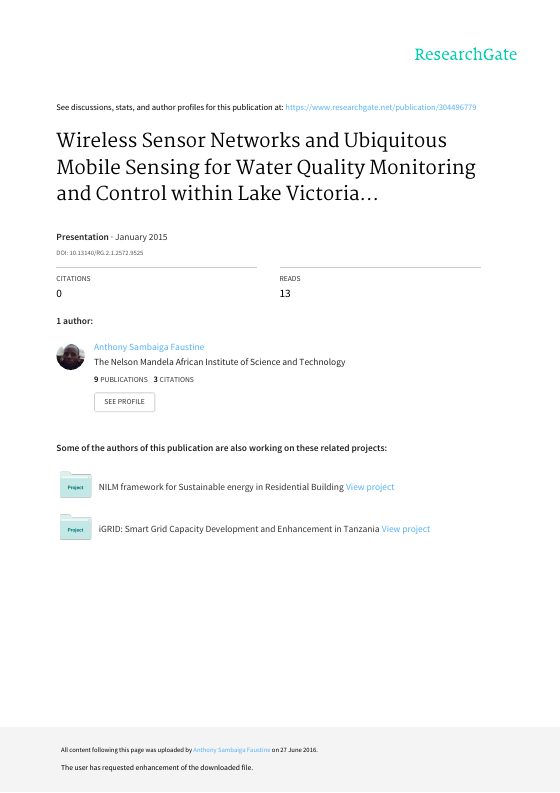 ResearchGate
See discussions, stats, and author profiles for this publication at: https://www.researchgate.net/publication/304496779
Wireless Sensor Networks and Ubiquitous
Mobile Sensing for Water Quality Monitoring
and Control within Lake Victoria...
Presentation · January 2015
DOI: 10.13140/RG.2.1.2572.9525
CITATIONS
0
READS
13
1 author:
Anthony Sambaiga Faustine
The Nelson Mandela African Institute of Science and Technology
9 PUBLICATIONS 3 CITATIONS
SEE PROFILE
Some of the authors of this publication are also working on these related projects:
Project
NILM framework for Sustainable energy in Residential Building View project
Project
iGRID: Smart Grid Capacity Development and Enhancement in Tanzania View project
All content following this page was uploaded by Anthony Sambaiga Faustine on 27 June 2016.
The user has requested enhancement of the downloaded file.